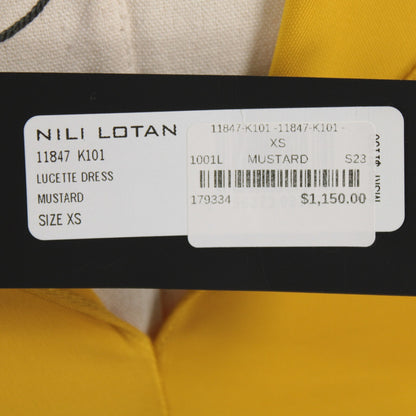 NILI LOTAN
11847 K101
LUCETTE DRESS
MUSTARD
SIZE XS
11847-K101 -11847-K101 -
XS
1001L MUSTARD S23
179334 $1,150.00